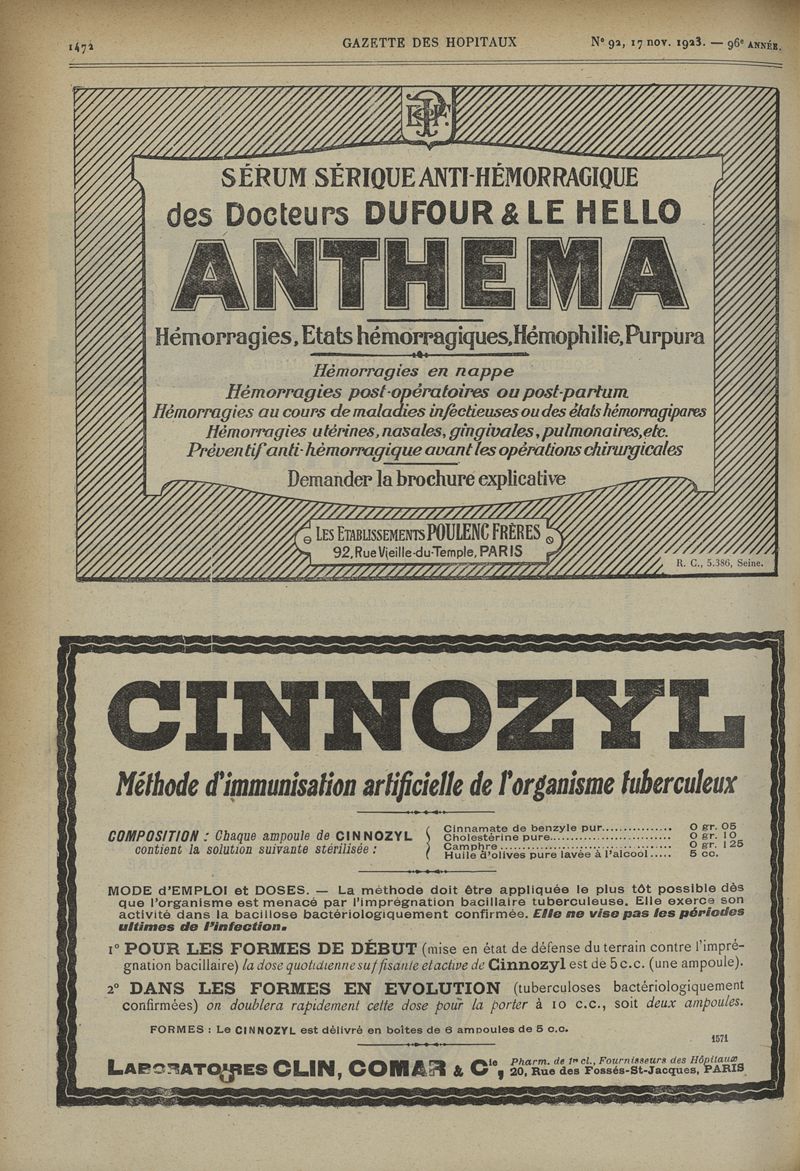 1472
GAZETTE DES HOPITAUX
N° 92, 17 NOV. 1923. — 96e ANNÉE.
SÉRUM SÉRIQUE ANTI-HÉMORRAGIQUE
des Docteurs DUFOUR & LE HELLO
ANTHEMA
Hémorragies, Etats hémorragiques, Hémophilie, Purpura
Hémorragies en nappe
Hémorragies post-opératoires ou post-partum
Hémorragies au cours de maladies infectieuses ou des états hémorragipares
Hémorragies utérines, nasales, gingivales, pulmonaires, etc.
Préventif anti-hémorragique avant les opérations chirurgicales
Demander la brochure explicative
LES ETABLISSEMENTS POULENC FRÈRES
92, Rue Vieille-du-Temple, PARIS
R. C., 5.386, Seine.
CINNOZYL
Méthode d'immunisation artificielle de l'organisme tuberculeux
COMPOSITION : Chaque ampoule de CINNOZYL
contient la solution suivante stérilisée :
Cinnamate de benzyle pur............... 0 gr. 05
Cholestérine pure............................ 0 gr. 10
Camphre....................................... 0 gr. 125
Huile d'olives pure lavée à l'alcool..... 5 cc.
MODE d'EMPLOI et DOSES. — La méthode doit être appliquée le plus tôt possible dès
que l'organisme est menacé par l'imprégnation bacillaire tuberculeuse. Elle exerce son
activité dans la bacillose bactériologiquement confirmée. Elle ne vise pas les périodes
ultimes de l'infection.
1° POUR LES FORMES DE DÉBUT (mise en état de défense du terrain contre l'impré-
gnation bacillaire) la dose quotidienne suffisante et active de Cinnozyl est de 5 c.c. (une ampoule).
2° DANS LES FORMES EN EVOLUTION (tuberculoses bactériologiquement
confirmées) on doublera rapidement cette dose pour la porter à 10 c.c., soit deux ampoules.
FORMES : Le CINNOZYL est délivré en boîtes de 6 ampoules de 5 c.c.
1571
LABORATOIRES CLIN, COMAR & Cie, Pharm. de 1re cl., Fournisseurs des Hôpitaux
20, Rue des Fossés-St-Jacques, PARIS